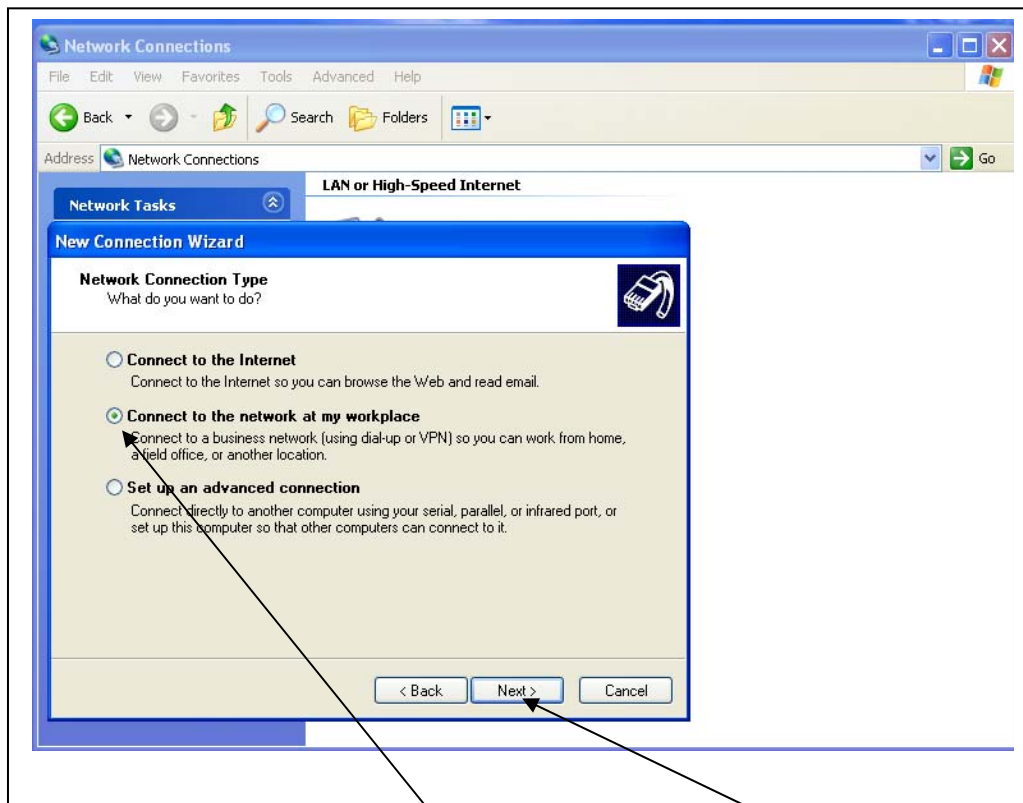 Network Connections
File Edit View Favorites Tools Advanced Help
Back Search Folders
Address Network Connections Go
LAN or High-Speed Internet
Network Tasks
New Connection Wizard
Network Connection Type
What do you want to do?
Connect to the Internet
Connect to the Internet so you can browse the Web and read email.
Connect to the network at my workplace
Connect to a business network (using dial-up or VPN) so you can work from home,
a field office, or another location.
Set up an advanced connection
Connect directly to another computer using your serial, parallel, or infrared port, or
set up this computer so that other computers can connect to it.
< Back Next > Cancel